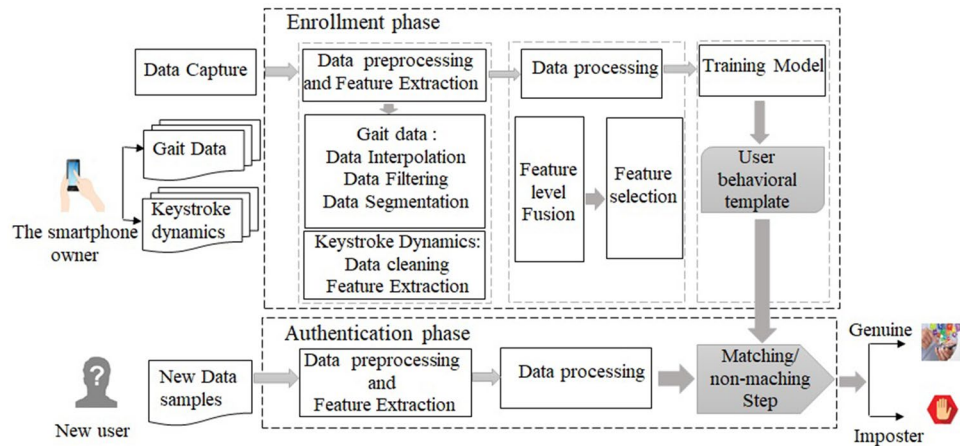 Enrollment phase
Data Capture
Data preprocessing
and Feature Extraction
Data processing
Training Model
Gait Data
Keystroke
dynamics
The smartphone
owner
Gait data :
Data Interpolation
Data Filtering
Data Segmentation
Keystroke Dynamics:
Data cleaning
Feature Extraction
Feature
level
Fusion
Feature
selection
User
behavioral
template
Authentication phase
?
New user
New Data
samples
Data preprocessing
and
Feature Extraction
Data processing
Matching/
non-maching
Step
Genuine
Imposter